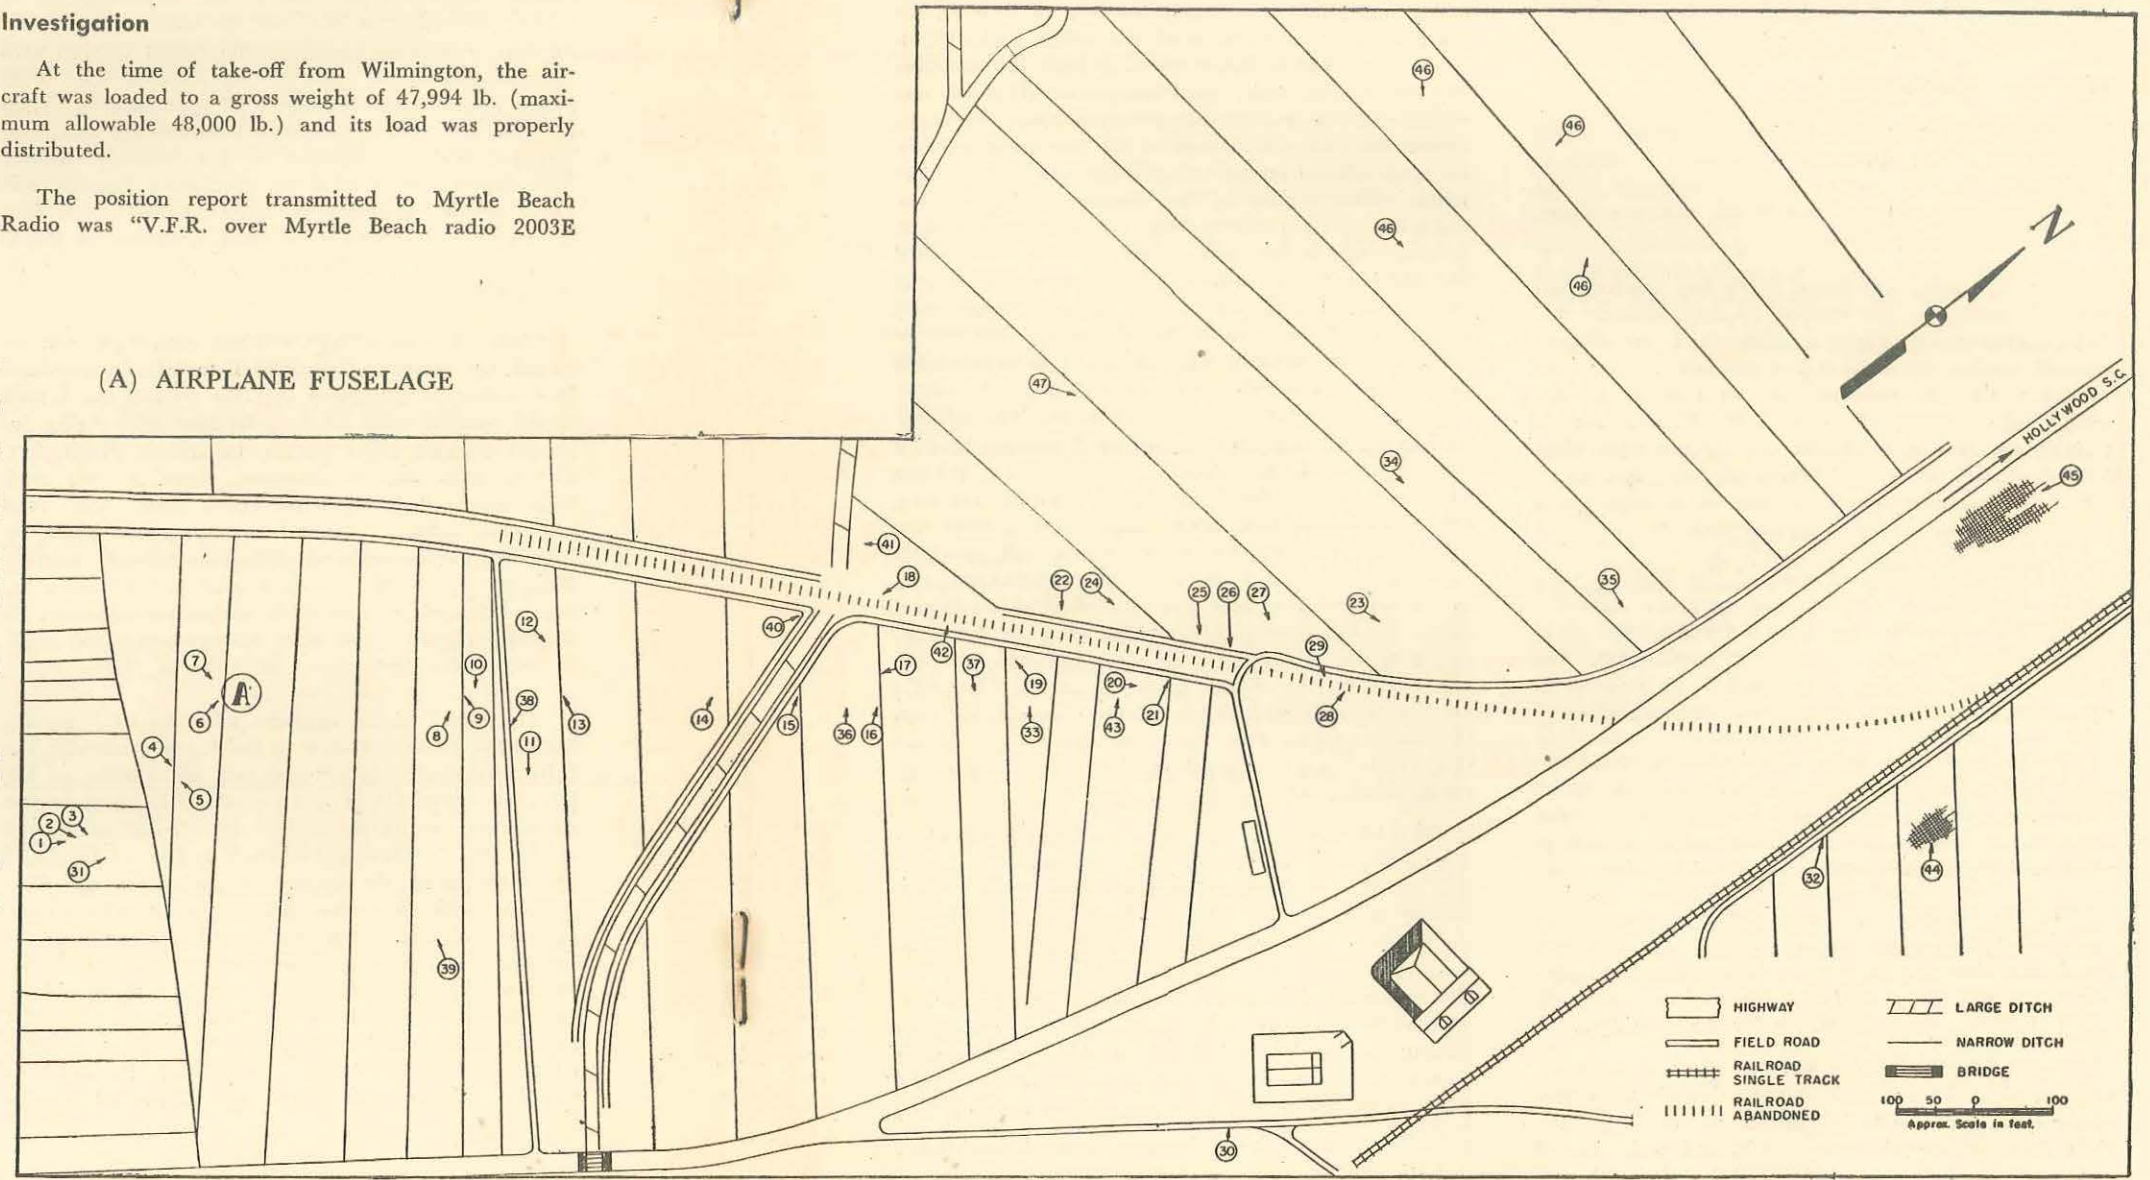 Investigation
At the time of take-off from Wilmington, the air-
craft was loaded to a gross weight of 47,994 lb. (maxi-
mum allowable 48,000 lb.) and its load was properly
distributed.
The position report transmitted to Myrtle Beach
Radio was “V.F.R. over Myrtle Beach radio 2003E
(A) AIRPLANE FUSELAGE
46
46
46
46
N
47
HOLLYWOOD S.C.
34
45
41
18
22
24
25
26
27
23
35
12
40
42
29
7
10
17
37
19
20
A
6
9
38
13
14
15
36
16
33
43
21
28
8
11
4
5
2
3
1
31
32
44
39
30
HIGHWAY
FIELD ROAD
RAILROAD
SINGLE TRACK
RAILROAD
ABANDONED
LARGE DITCH
NARROW DITCH
BRIDGE
100 50 0 100
Approx. Scale in feet.